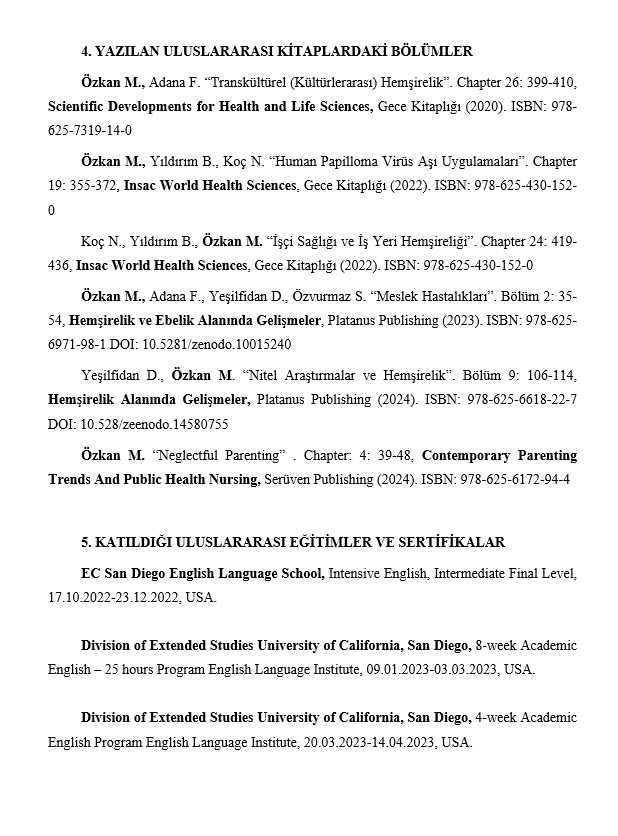 4. YAZILAN ULUSLARARASI KİTAPLARDAKİ BÖLÜMLER
Özkan M., Adana F. “Transkültürel (Kültürlerarası) Hemşirelik”. Chapter 26: 399-410,
Scientific Developments for Health and Life Sciences, Gece Kitaplığı (2020). ISBN: 978-
625-7319-14-0
Özkan M., Yıldırım B., Koç N. “Human Papilloma Virüs Aşı Uygulamaları”. Chapter
19: 355-372, Insac World Health Sciences, Gece Kitaplığı (2022). ISBN: 978-625-430-152-
0
Koç N., Yıldırım B., Özkan M. “İşçi Sağlığı ve İş Yeri Hemşireliği”. Chapter 24: 419-
436, Insac World Health Sciences, Gece Kitaplığı (2022). ISBN: 978-625-430-152-0
Özkan M., Adana F., Yeşilfidan D., Özvurmaz S. “Meslek Hastalıkları”. Bölüm 2: 35-
54, Hemşirelik ve Ebelik Alanında Gelişmeler, Platanus Publishing (2023). ISBN: 978-625-
6971-98-1 DOI: 10.5281/zenodo.10015240
Yeşilfidan D., Özkan M. “Nitel Araştırmalar ve Hemşirelik”. Bölüm 9: 106-114,
Hemşirelik Alanında Gelişmeler, Platanus Publishing (2024). ISBN: 978-625-6618-22-7
DOI: 10.528/zeenodo.14580755
Özkan M. “Neglectful Parenting” . Chapter: 4: 39-48, Contemporary Parenting
Trends And Public Health Nursing, Serüven Publishing (2024). ISBN: 978-625-6172-94-4
5. KATILDIĞI ULUSLARARASI EĞİTİMLER VE SERTİFİKALAR
EC San Diego English Language School, Intensive English, Intermediate Final Level,
17.10.2022-23.12.2022, USA.
Division of Extended Studies University of California, San Diego, 8-week Academic
English – 25 hours Program English Language Institute, 09.01.2023-03.03.2023, USA.
Division of Extended Studies University of California, San Diego, 4-week Academic
English Program English Language Institute, 20.03.2023-14.04.2023, USA.